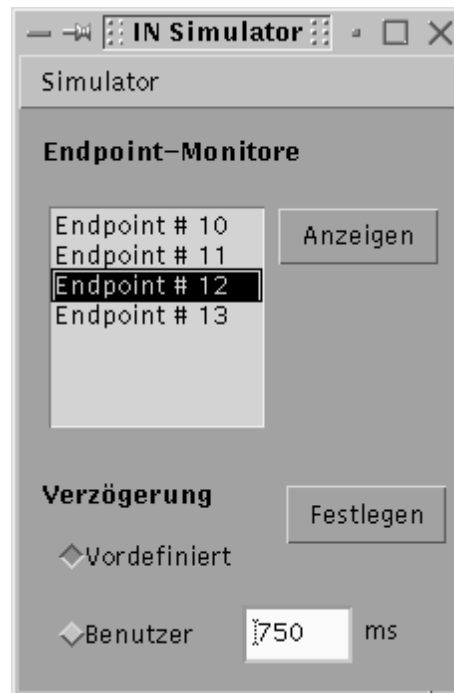 IN Simulator
Simulator
Endpoint-Monitore
Endpoint # 10
Anzeigen
Endpoint # 11
Endpoint # 12
Endpoint # 13
Verzögerung
Festlegen
Vordefiniert
Benutzer 750 ms